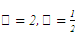 ▯ = 2, ▯ = 1/2